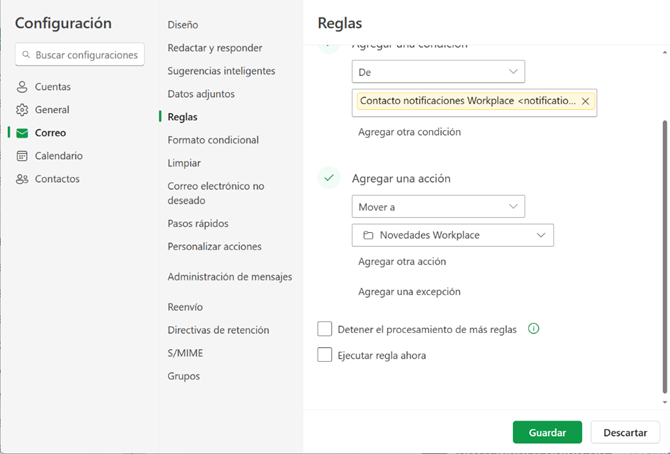 Configuración
Buscar configuraciones
Cuentas
General
Correo
Calendario
Contactos
Diseño
Redactar y responder
Sugerencias inteligentes
Datos adjuntos
Reglas
Formato condicional
Limpiar
Correo electrónico no
deseado
Pasos rápidos
Personalizar acciones
Administración de mensajes
Reenvío
Directivas de retención
S/MIME
Grupos
Reglas
Agregar una condición
De
Contacto notificaciones Workplace <notificatio...
Agregar otra condición
Agregar una acción
Mover a
Novedades Workplace
Agregar otra acción
Agregar una excepción
Detener el procesamiento de más reglas
Ejecutar regla ahora
Guardar
Descartar